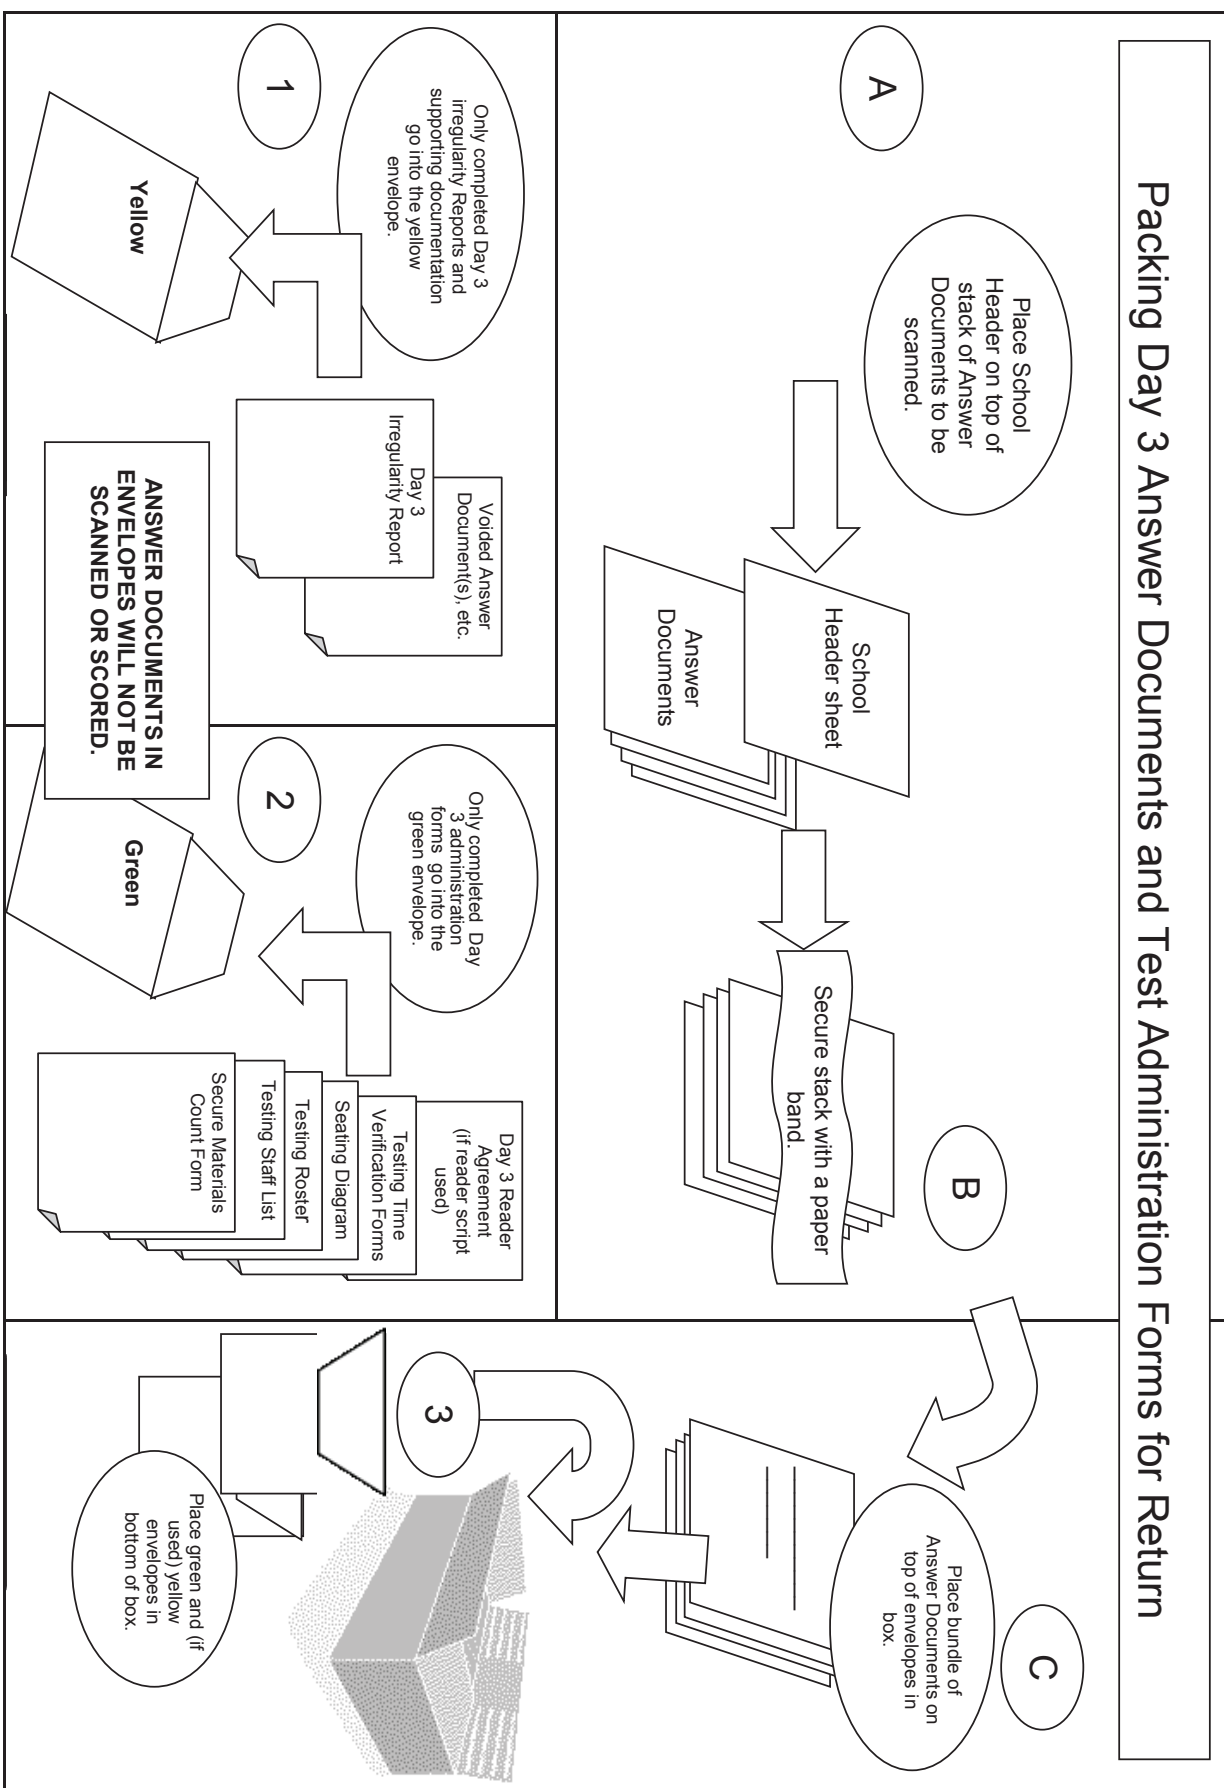 Packing Day 3 Answer Documents and Test Administration Forms for Return
A
Place School
Header on top of
stack of Answer
Documents to be
scanned.
School
Header sheet
Answer
Documents
B
Secure stack with a paper
band.
C
Place bundle of
Answer Documents on
top of envelopes in
box.
1
Only completed Day 3
irregularity Reports and
supporting documentation
go into the yellow
envelope.
Yellow
Voided Answer
Document(s), etc.
Day 3
Irregularity Report
ANSWER DOCUMENTS IN
ENVELOPES WILL NOT BE
SCANNED OR SCORED.
2
Only completed Day
3 administration
forms go into the
green envelope.
Green
Day 3 Reader
Agreement
(if reader script
used)
Testing Time
Verification Forms
Seating Diagram
Testing Roster
Testing Staff List
Secure Materials
Count Form
3
Place green and (if
used) yellow
envelopes in
bottom of box.